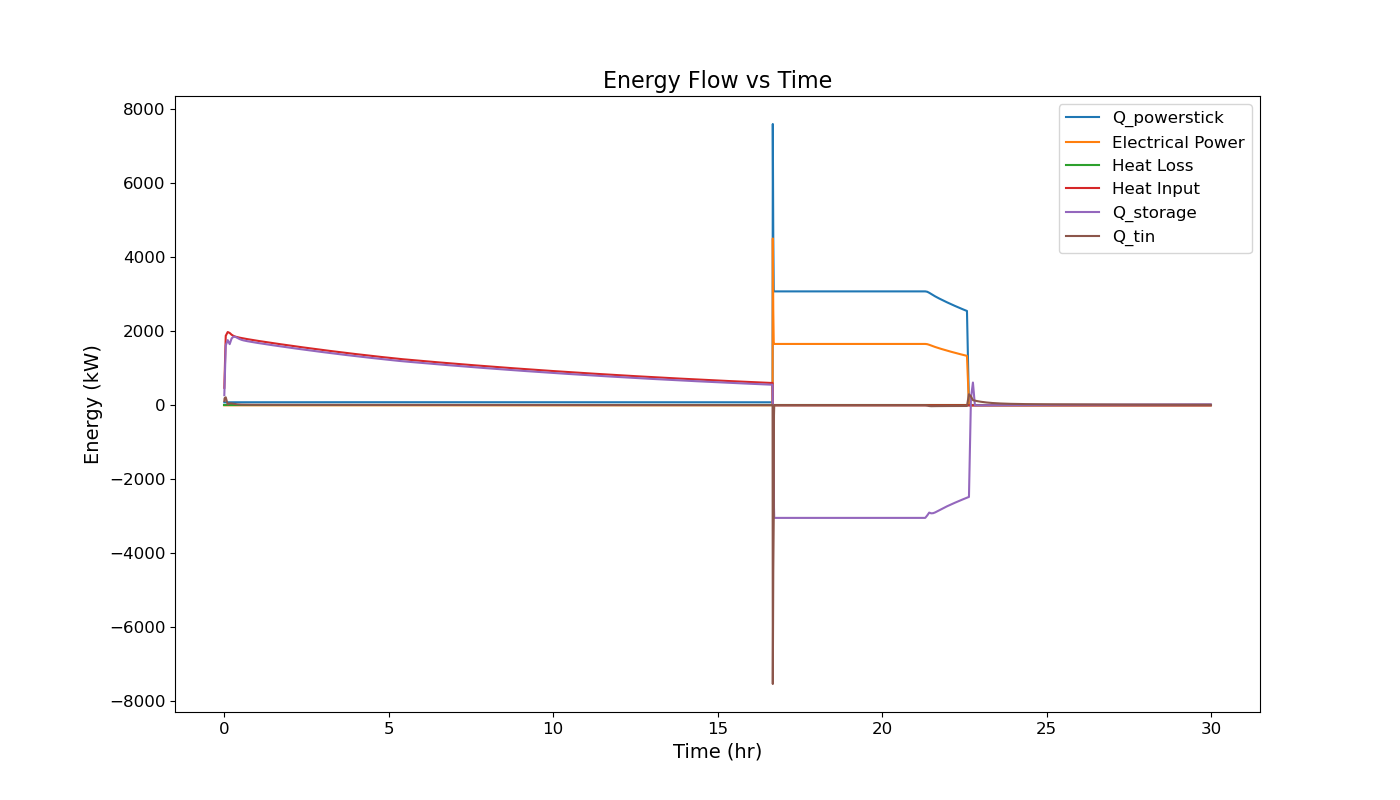 Energy Flow vs Time
Energy (kW)
8000
6000
4000
2000
0
−2000
−4000
−6000
−8000
Q_powerstick
Electrical Power
Heat Loss
Heat Input
Q_storage
Q_tin
0 5 10 15 20 25 30
Time (hr)